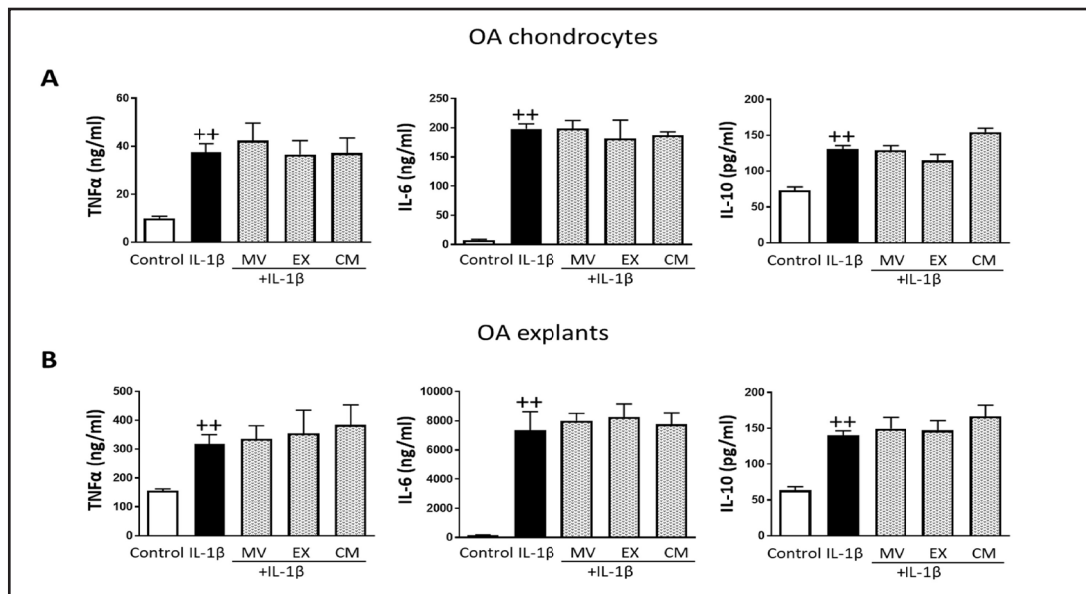 OA chondrocytes
A
TNFα (ng/ml)
60
40
20
0
++
Control IL-1β MV EX CM
+IL-1β
IL-6 (ng/ml)
250
200
150
100
50
0
++
Control IL-1β MV EX CM
+IL-1β
IL-10 (pg/ml)
200
150
100
50
0
++
Control IL-1β MV EX CM
+IL-1β
OA explants
B
TNFα (ng/ml)
500
400
300
200
100
0
++
Control IL-1β MV EX CM
+IL-1β
IL-6 (ng/ml)
10000
8000
6000
4000
2000
0
++
Control IL-1β MV EX CM
+IL-1β
IL-10 (pg/ml)
200
150
100
50
0
++
Control IL-1β MV EX CM
+IL-1β